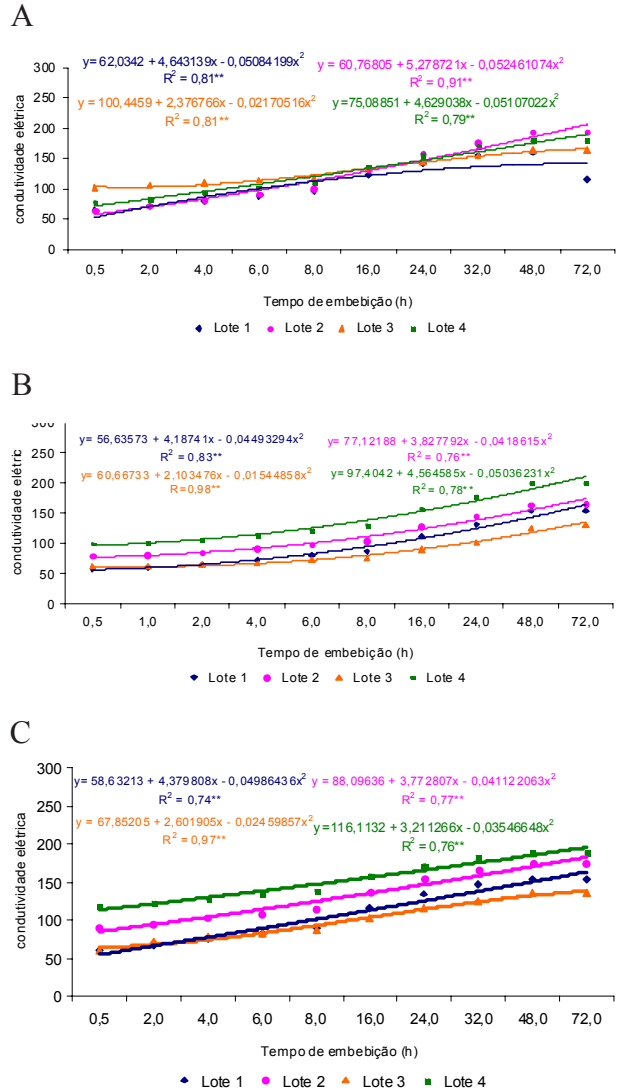 A
y=62,0342 + 4,643139x - 0,05084199x²
R² = 0,81**
y= 60,76805 + 5,278721x - 0,052461074x²
R² = 0,91**
y= 100,4459 + 2,376766x - 0,02170516x²
R² = 0,81**
y=75,08851 + 4,629038x - 0,05107022x²
R² = 0,79**
condutividade elétrica
300
250
200
150
100
50
0
0,5 2,0 4,0 6,0 8,0 16,0 24,0 32,0 48,0 72,0
Tempo de embebição (h)
Lote 1 Lote 2 Lote 3 Lote 4
B
y= 56,63573 + 4,18741x - 0,04493294x²
R² = 0,83**
y= 77,12188 + 3,827792x - 0,0418615x²
R² = 0,76**
y= 60,66733 + 2,103476x - 0,01544858x²
R=0,98**
y= 97,4042 + 4,564585x - 0,05036231x²
R² = 0,78**
condutividade elétric
300
250
200
150
100
50
0
0,5 1,0 2,0 4,0 6,0 8,0 16,0 24,0 48,0 72,0
Tempo de embebição (h)
Lote 1 Lote 2 Lote 3 Lote 4
C
y= 58,63213 + 4,379808x - 0,04986436x²
R² = 0,74**
y= 88,09636 + 3,772807x - 0,04122063x²
R² = 0,77**
y= 67,85205 + 2,601905x - 0,02459857x²
R² = 0,97**
y=116,1132 + 3,211266x - 0,03546648x²
R² = 0,76**
condutividade elétrica
300
250
200
150
100
50
0
0,5 2,0 4,0 6,0 8,0 16,0 24,0 32,0 48,0 72,0
Tempo de embebição (h)
Lote 1 Lote 2 Lote 3 Lote 4